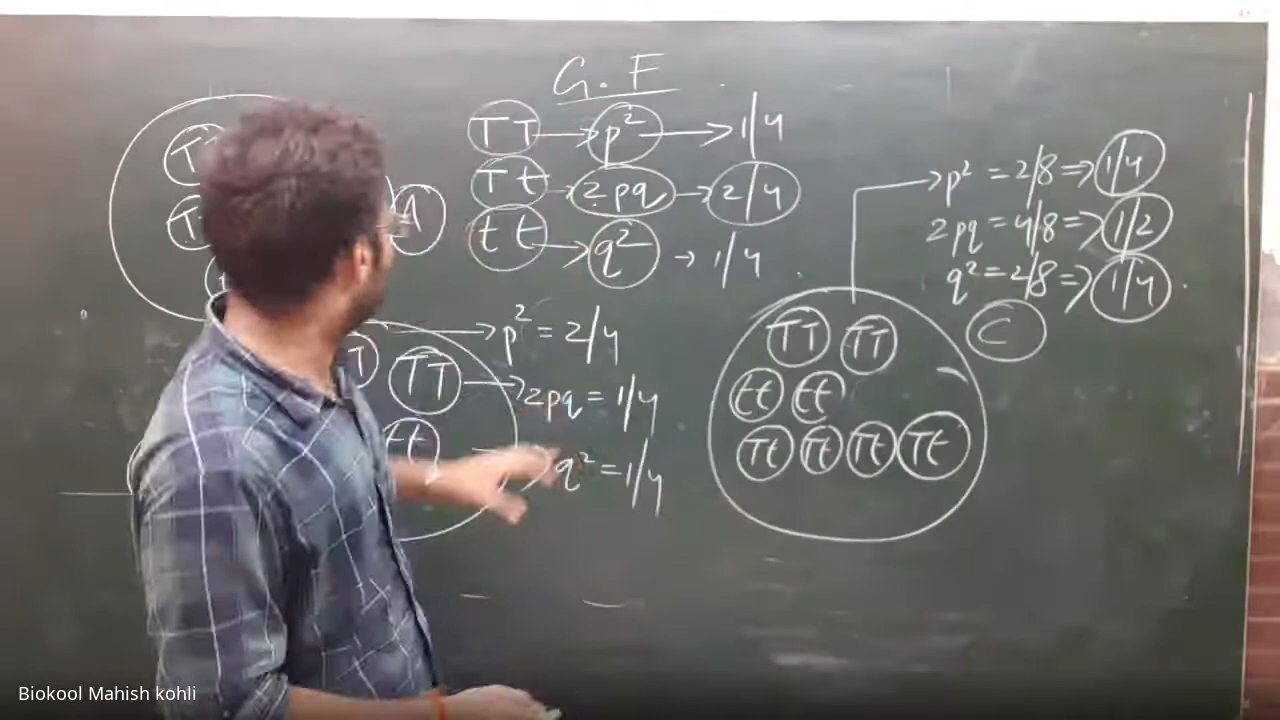 G.F
TT → p² → 1/4
Tt → 2pq → 2/4
tt → q² → 1/4
A
p² = 2/4
TT → 2pq = 1/4
tt → q² = 1/4
→ p² = 2/8 ⇒ 1/4
2pq = 4/8 ⇒ 1/2
q² = 2/8 ⇒ 1/4
C
TT TT
tt tt
Tt Tt Tt Tt
Biokool Mahish kohli